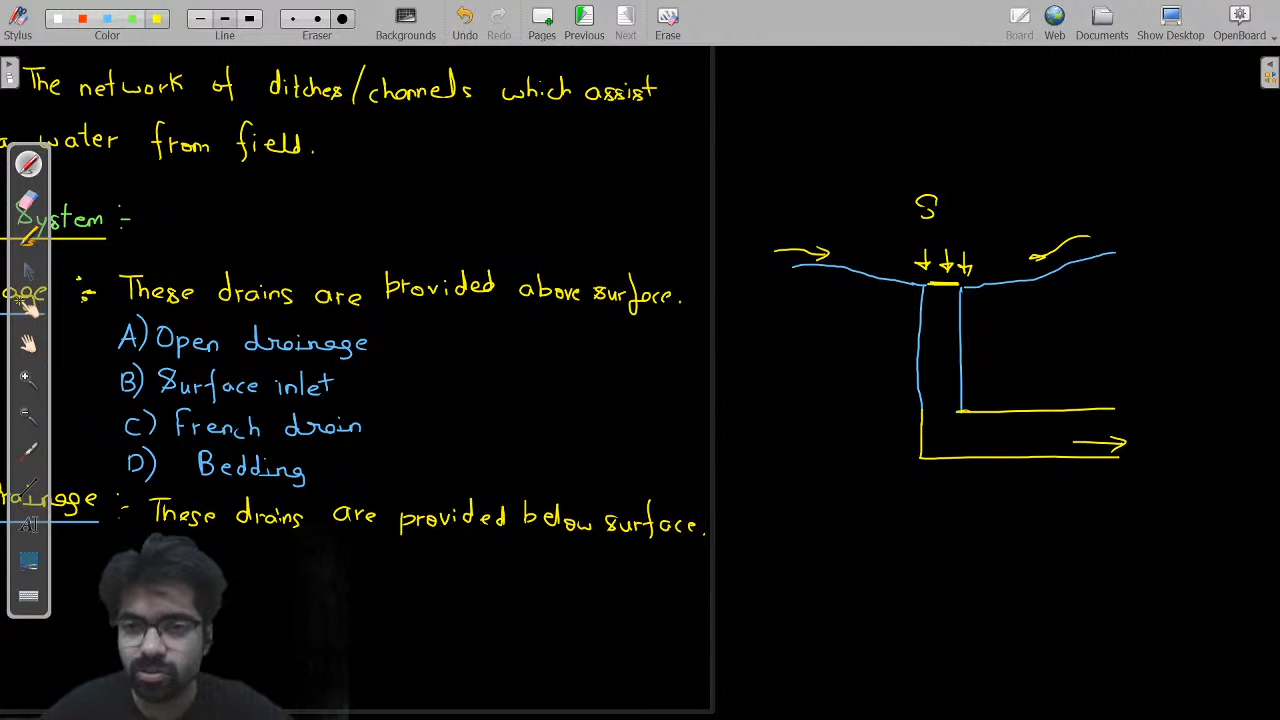 Stylus
Color
Line
Eraser
Backgrounds
Undo
Redo
Pages
Previous
Next
Erase
Board
Web
Documents
Show Desktop
OpenBoard
The network of ditches/channels which assist
water from field.
System :-
age :- These drains are provided above surface.
A) Open drainage
B) Surface inlet
C) French drain
D) Bedding
rainage :- These drains are provided below surface.
S